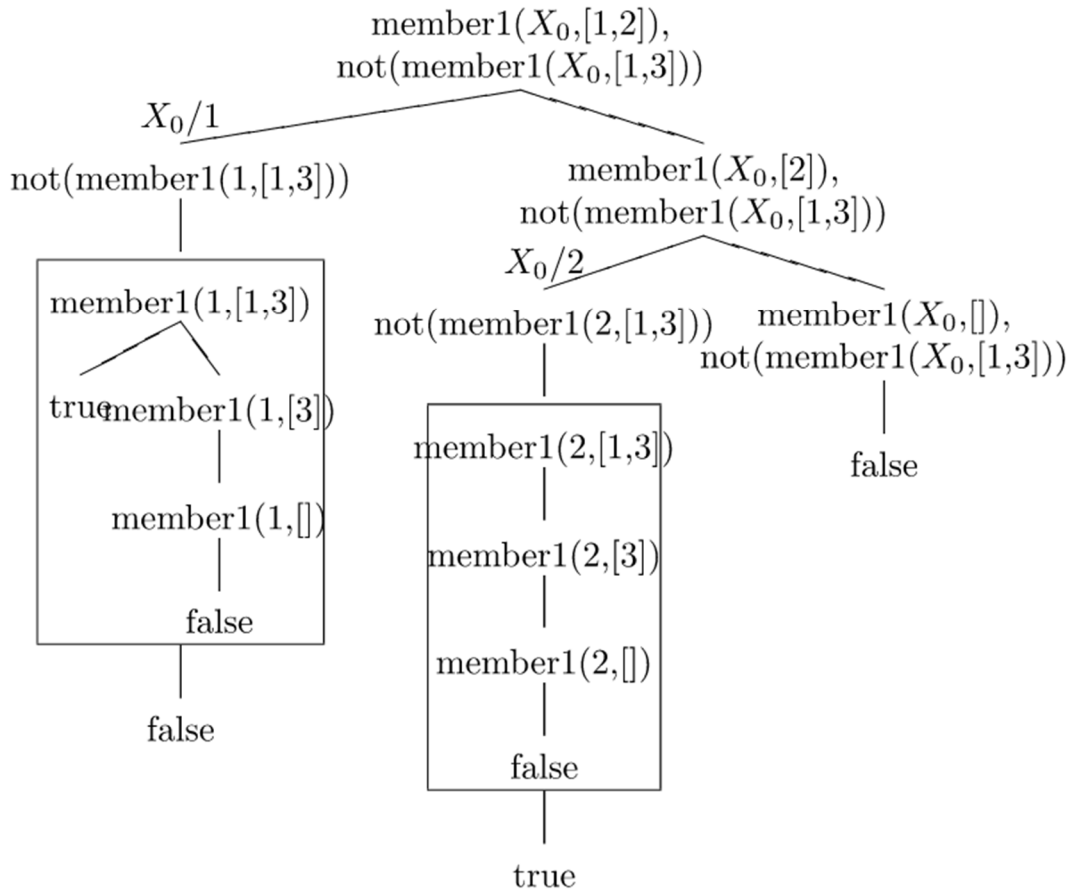 member1(X₀,[1,2]),
not(member1(X₀,[1,3]))
X₀/1
not(member1(1,[1,3]))
member1(1,[1,3])
true
member1(1,[3])
member1(1,[])
false
false
member1(X₀,[2]),
not(member1(X₀,[1,3]))
X₀/2
not(member1(2,[1,3]))
member1(2,[1,3])
member1(2,[3])
member1(2,[])
false
true
member1(X₀,[]),
not(member1(X₀,[1,3]))
false